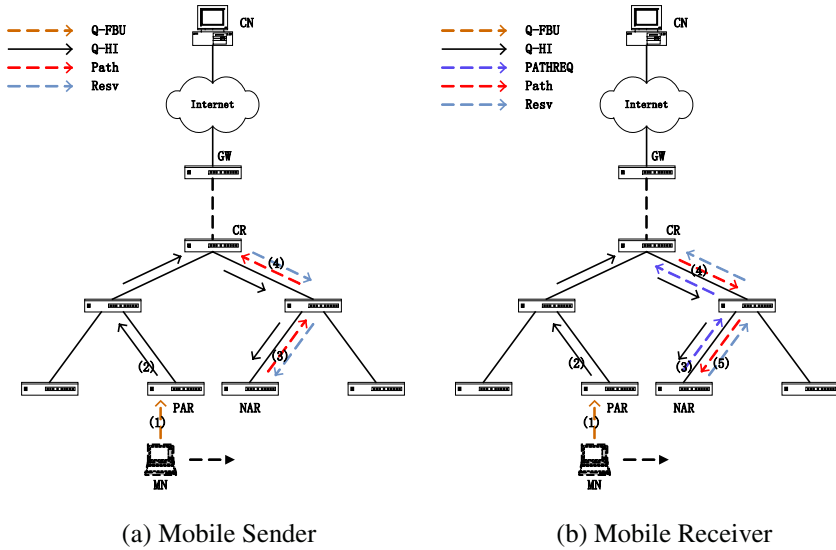 CN
Q-FBU
Q-HI
Path
Resv
Internet
GW
CR
(4)
(3)
(2)
PAR
NAR
(1)
MN
(a) Mobile Sender
CN
Q-FBU
Q-HI
PATHREQ
Path
Resv
Internet
GW
CR
(4)
(2)
(3)
(5)
PAR
NAR
(1)
MN
(b) Mobile Receiver